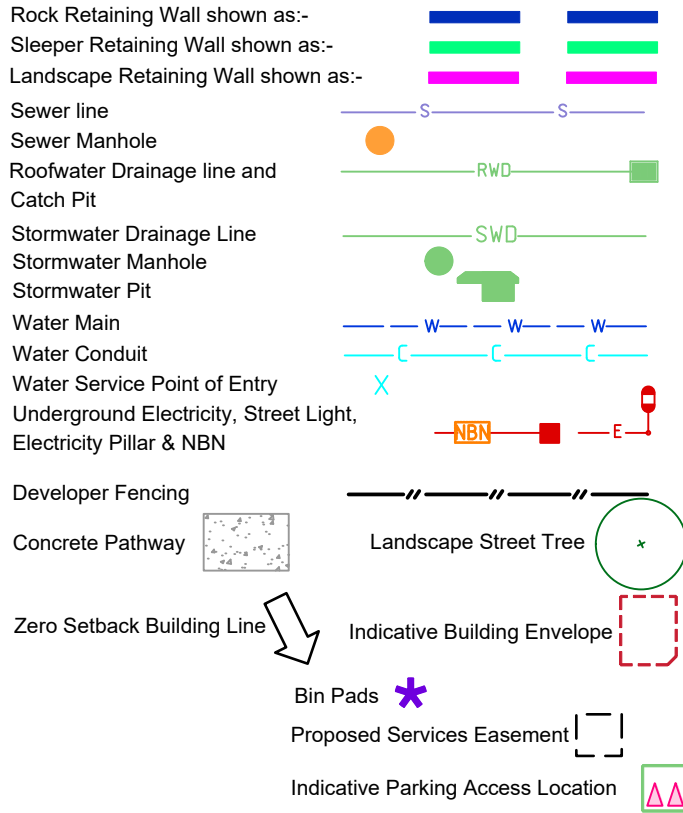 Rock Retaining Wall shown as:-
Sleeper Retaining Wall shown as:-
Landscape Retaining Wall shown as:-
Sewer line S S
Sewer Manhole
Roofwater Drainage line and RWD
Catch Pit
Stormwater Drainage Line SWD
Stormwater Manhole
Stormwater Pit
Water Main W W W
Water Conduit C C C
Water Service Point of Entry X
Underground Electricity, Street Light,
Electricity Pillar & NBN NBN E
Developer Fencing
Concrete Pathway Landscape Street Tree
Zero Setback Building Line Indicative Building Envelope
Bin Pads
Proposed Services Easement
Indicative Parking Access Location